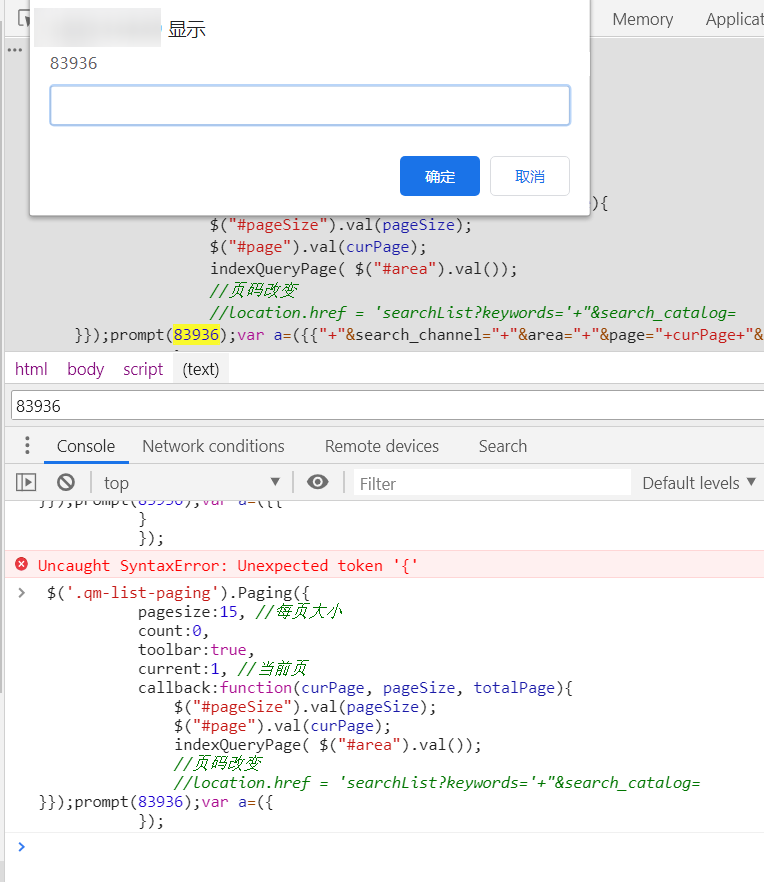 Memory Applicat
显示
83936
确定 取消
){
$("#pageSize").val(pageSize);
$("#page").val(curPage);
indexQueryPage( $("#area").val());
//页码改变
//location.href = 'searchList?keywords='+"&search_catalog=
}});prompt(83936);var a=({{"+"&search_channel="+"&area="+"&page="+curPage+"&
html body script (text)
83936
Console Network conditions Remote devices Search
top Filter Default levels
}});prompt(83936);var a=({{
}
});
Uncaught SyntaxError: Unexpected token '{'
$('.qm-list-paging').Paging({
pagesize:15, //每页大小
count:0,
toolbar:true,
current:1, //当前页
callback:function(curPage, pageSize, totalPage){
$("#pageSize").val(pageSize);
$("#page").val(curPage);
indexQueryPage( $("#area").val());
//页码改变
//location.href = 'searchList?keywords='+"&search_catalog=
}});prompt(83936);var a=({
});